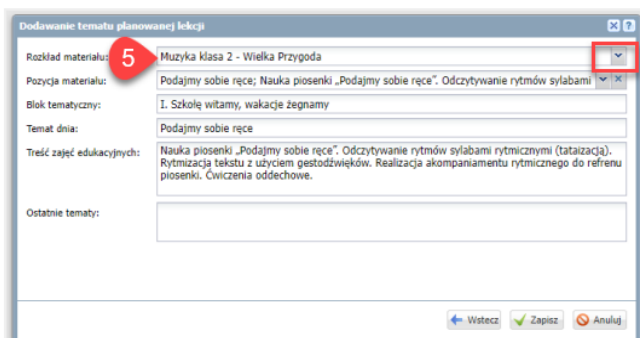 Dodawanie tematu planowanej lekcji
Rozkład materiału: 5 Muzyka klasa 2 - Wielka Przygoda
Pozycja materiału: Podajmy sobie ręce; Nauka piosenki „Podajmy sobie ręce”. Odczytywanie rytmów sylabami
Blok tematyczny: I. Szkołę witamy, wakacje żegnamy
Temat dnia: Podajmy sobie ręce
Treść zajęć edukacyjnych: Nauka piosenki „Podajmy sobie ręce”. Odczytywanie rytmów sylabami rytmicznymi (tataizacja).
Rytmizacja tekstu z użyciem gestodźwięków. Realizacja akompaniamentu rytmicznego do refrenu
piosenki. Ćwiczenia oddechowe.
Ostatnie tematy:
Wstecz Zapisz Anuluj